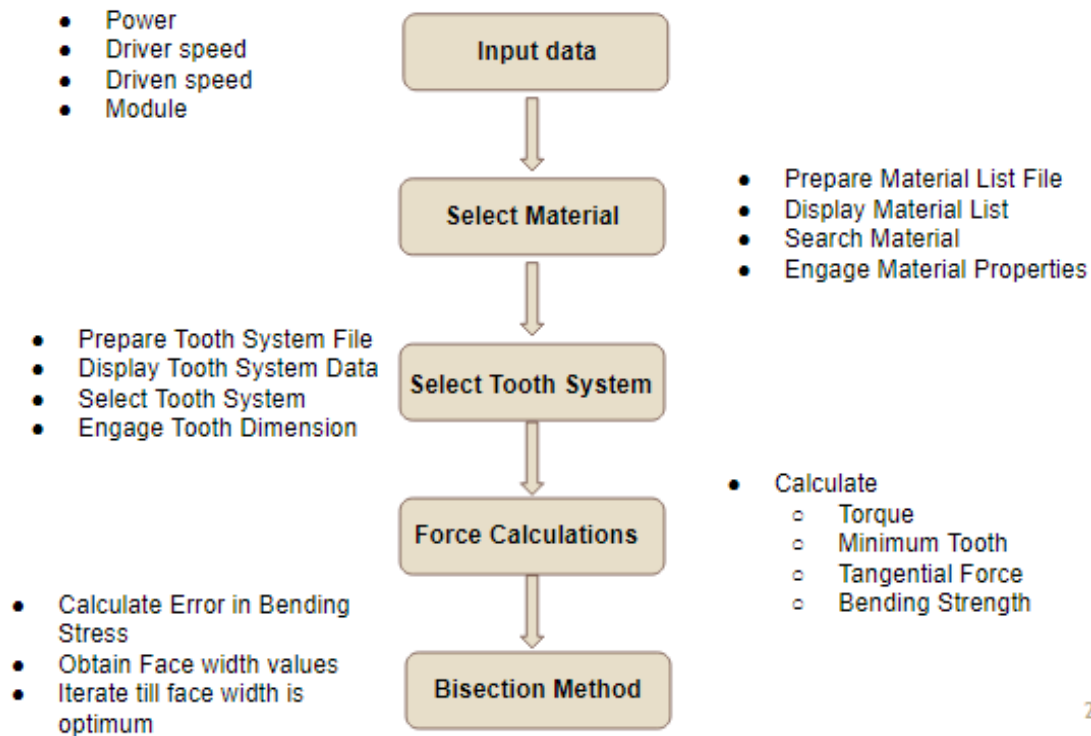 ● Power
● Driver speed
● Driven speed
● Module
Input data
Select Material
● Prepare Material List File
● Display Material List
● Search Material
● Engage Material Properties
● Prepare Tooth System File
● Display Tooth System Data
● Select Tooth System
● Engage Tooth Dimension
Select Tooth System
Force Calculations
● Calculate
○ Torque
○ Minimum Tooth
○ Tangential Force
○ Bending Strength
● Calculate Error in Bending
Stress
● Obtain Face width values
● Iterate till face width is
optimum
Bisection Method